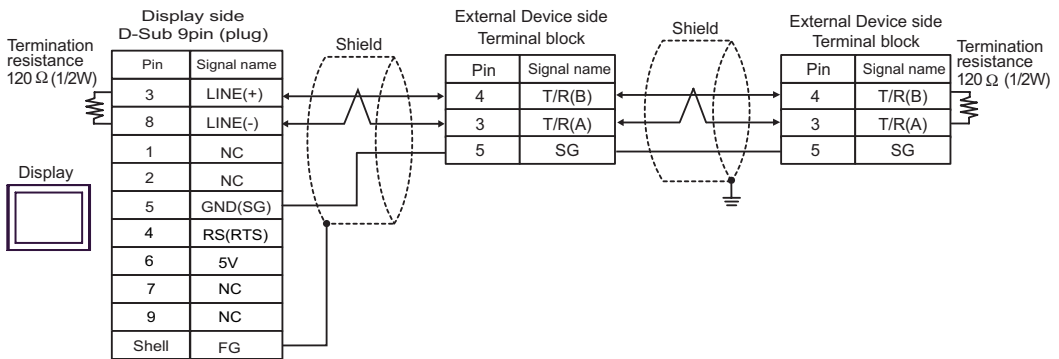 Display side
D-Sub 9pin (plug)
External Device side
Terminal block
External Device side
Terminal block
Termination
resistance
120 Ω (1/2W)
Shield
Shield
Termination
resistance
120 Ω (1/2W)
Pin Signal name
3 LINE(+)
8 LINE(-)
1 NC
2 NC
5 GND(SG)
4 RS(RTS)
6 5V
7 NC
9 NC
Shell FG
Display
Pin Signal name
4 T/R(B)
3 T/R(A)
5 SG
Pin Signal name
4 T/R(B)
3 T/R(A)
5 SG